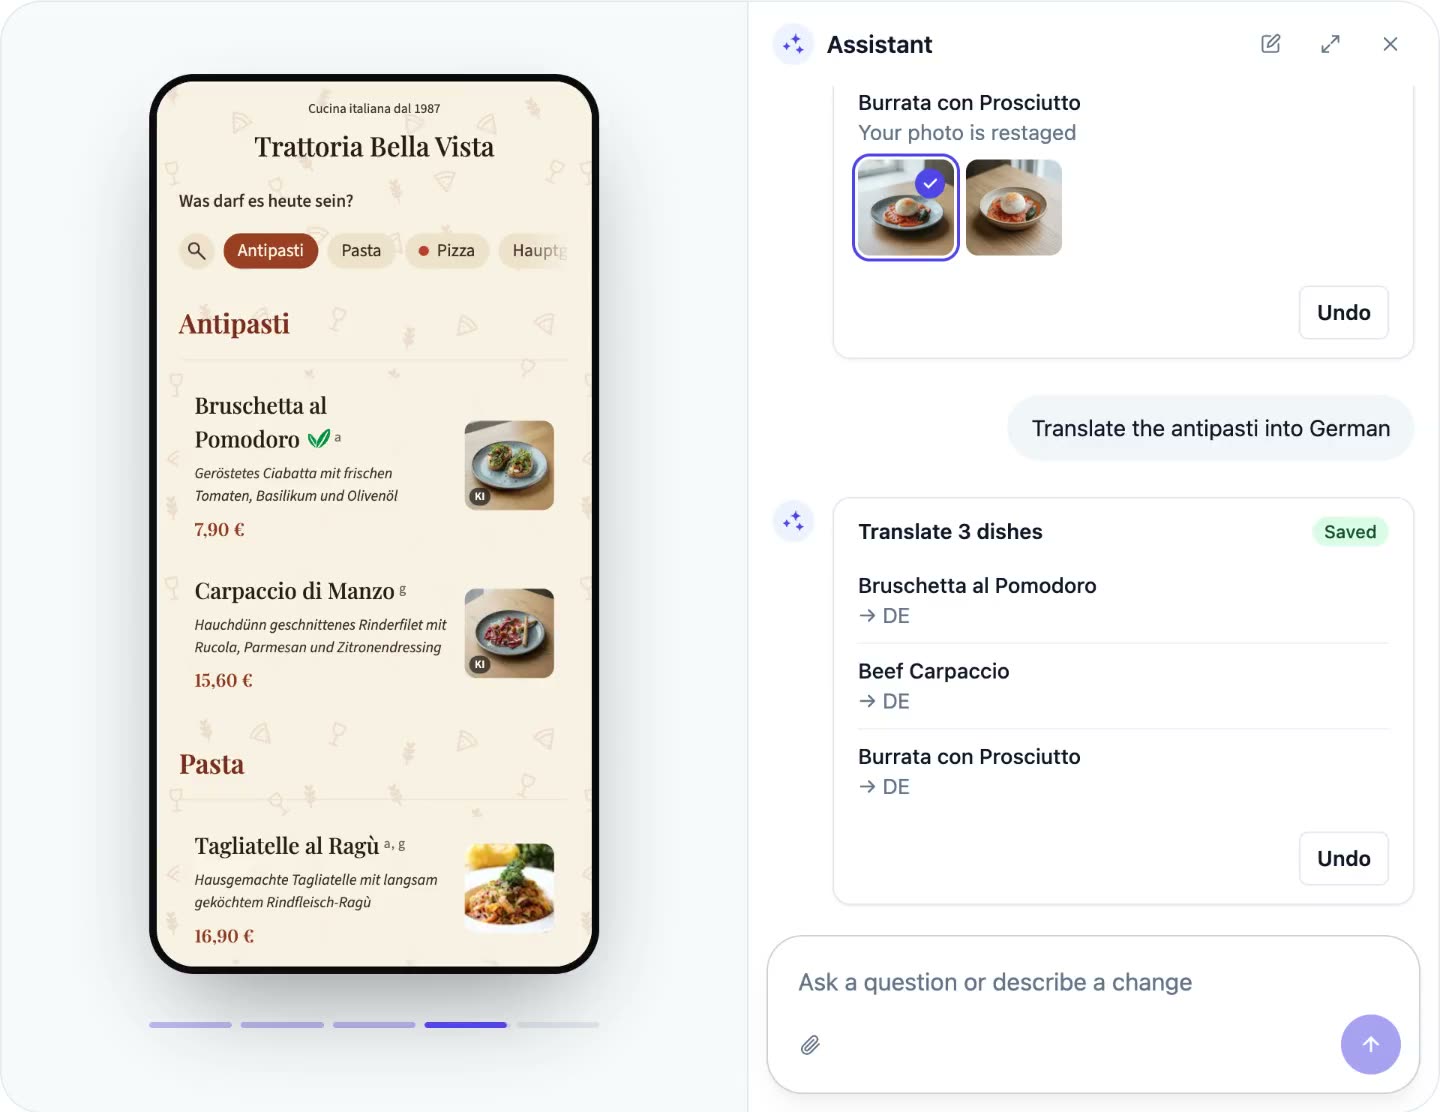 Cucina italiana dal 1987
Trattoria Bella Vista
Was darf es heute sein?
Antipasti
Pasta
Pizza
Hauptg
Antipasti
Bruschetta al
Pomodoro a
Geröstetes Ciabatta mit frischen
Tomaten, Basilikum und Olivenöl
7,90 €
KI
Carpaccio di Manzo g
Hauchdünn geschnittenes Rinderfilet mit
Rucola, Parmesan und Zitronendressing
15,60 €
KI
Pasta
Tagliatelle al Ragù a, g
Hausgemachte Tagliatelle mit langsam
geköchtem Rindfleisch-Ragù
16,90 €
Assistant
Burrata con Prosciutto
Your photo is restaged
Undo
Translate the antipasti into German
Translate 3 dishes
Saved
Bruschetta al Pomodoro
→ DE
Beef Carpaccio
→ DE
Burrata con Prosciutto
→ DE
Undo
Ask a question or describe a change